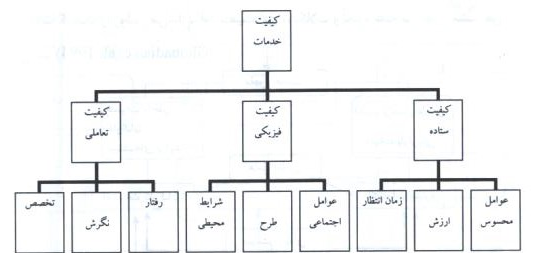 کیفیت
خدمات
کیفیت
ستاده
کیفیت
فیزیکی
کیفیت
تعاملی
عوامل
محسوس
ارزش
زمان انتظار
عوامل
اجتماعی
طرح
شرایط
محیطی
رفتار
نگرش
تخصص